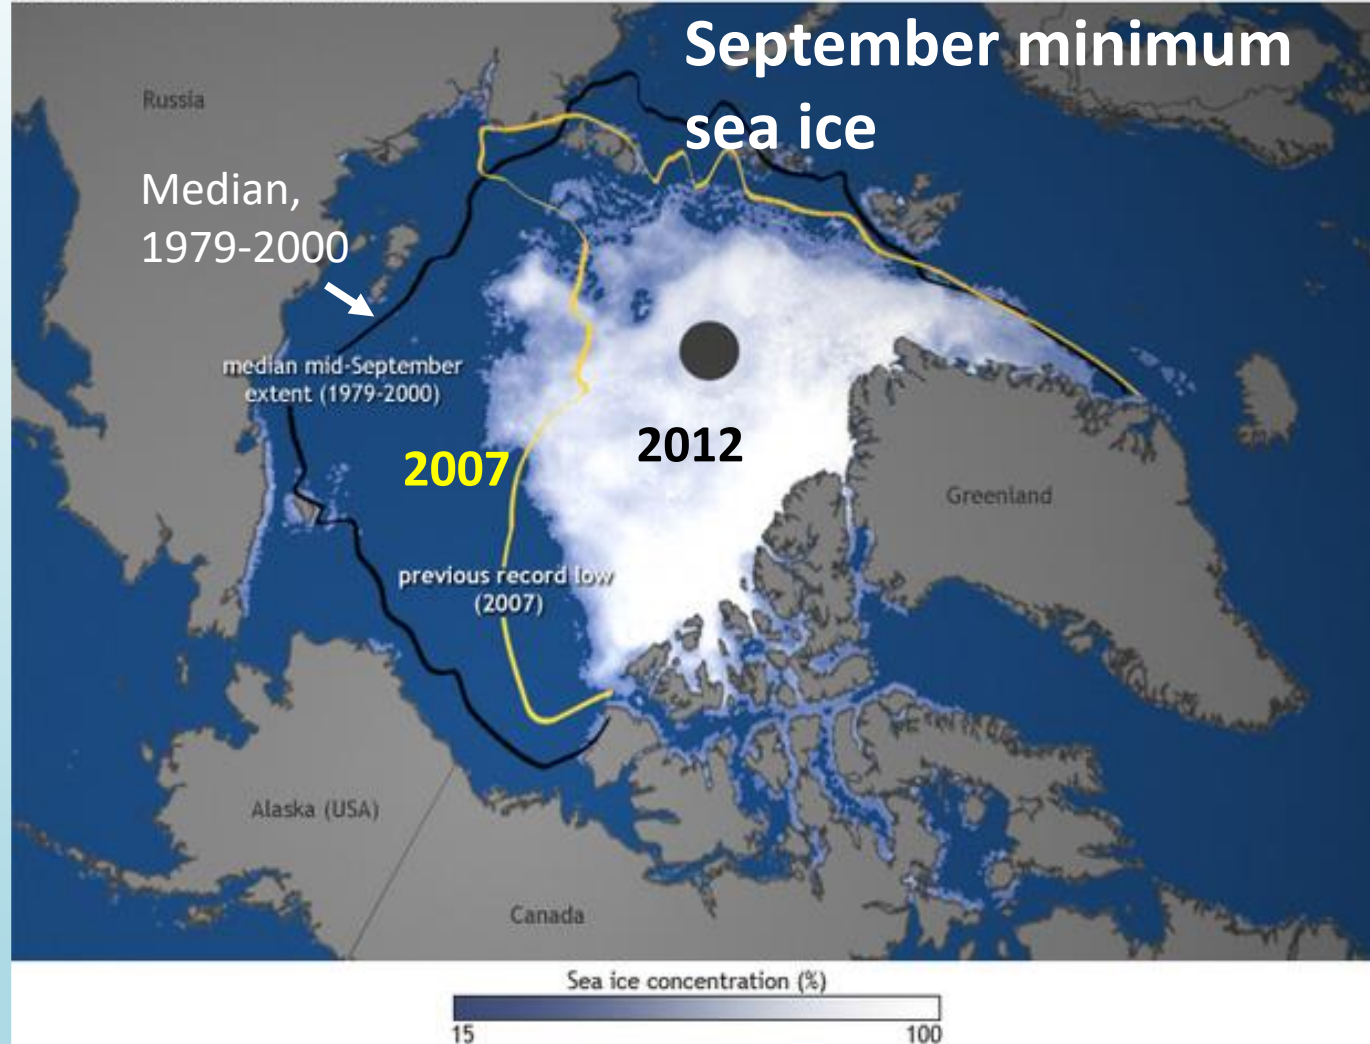 September minimum
sea ice
Russia
Median,
1979-2000
median mid-September
extent (1979-2000)
2007
2012
Greenland
previous record low
(2007)
Alaska (USA)
Canada
Sea ice concentration (%)
15
100